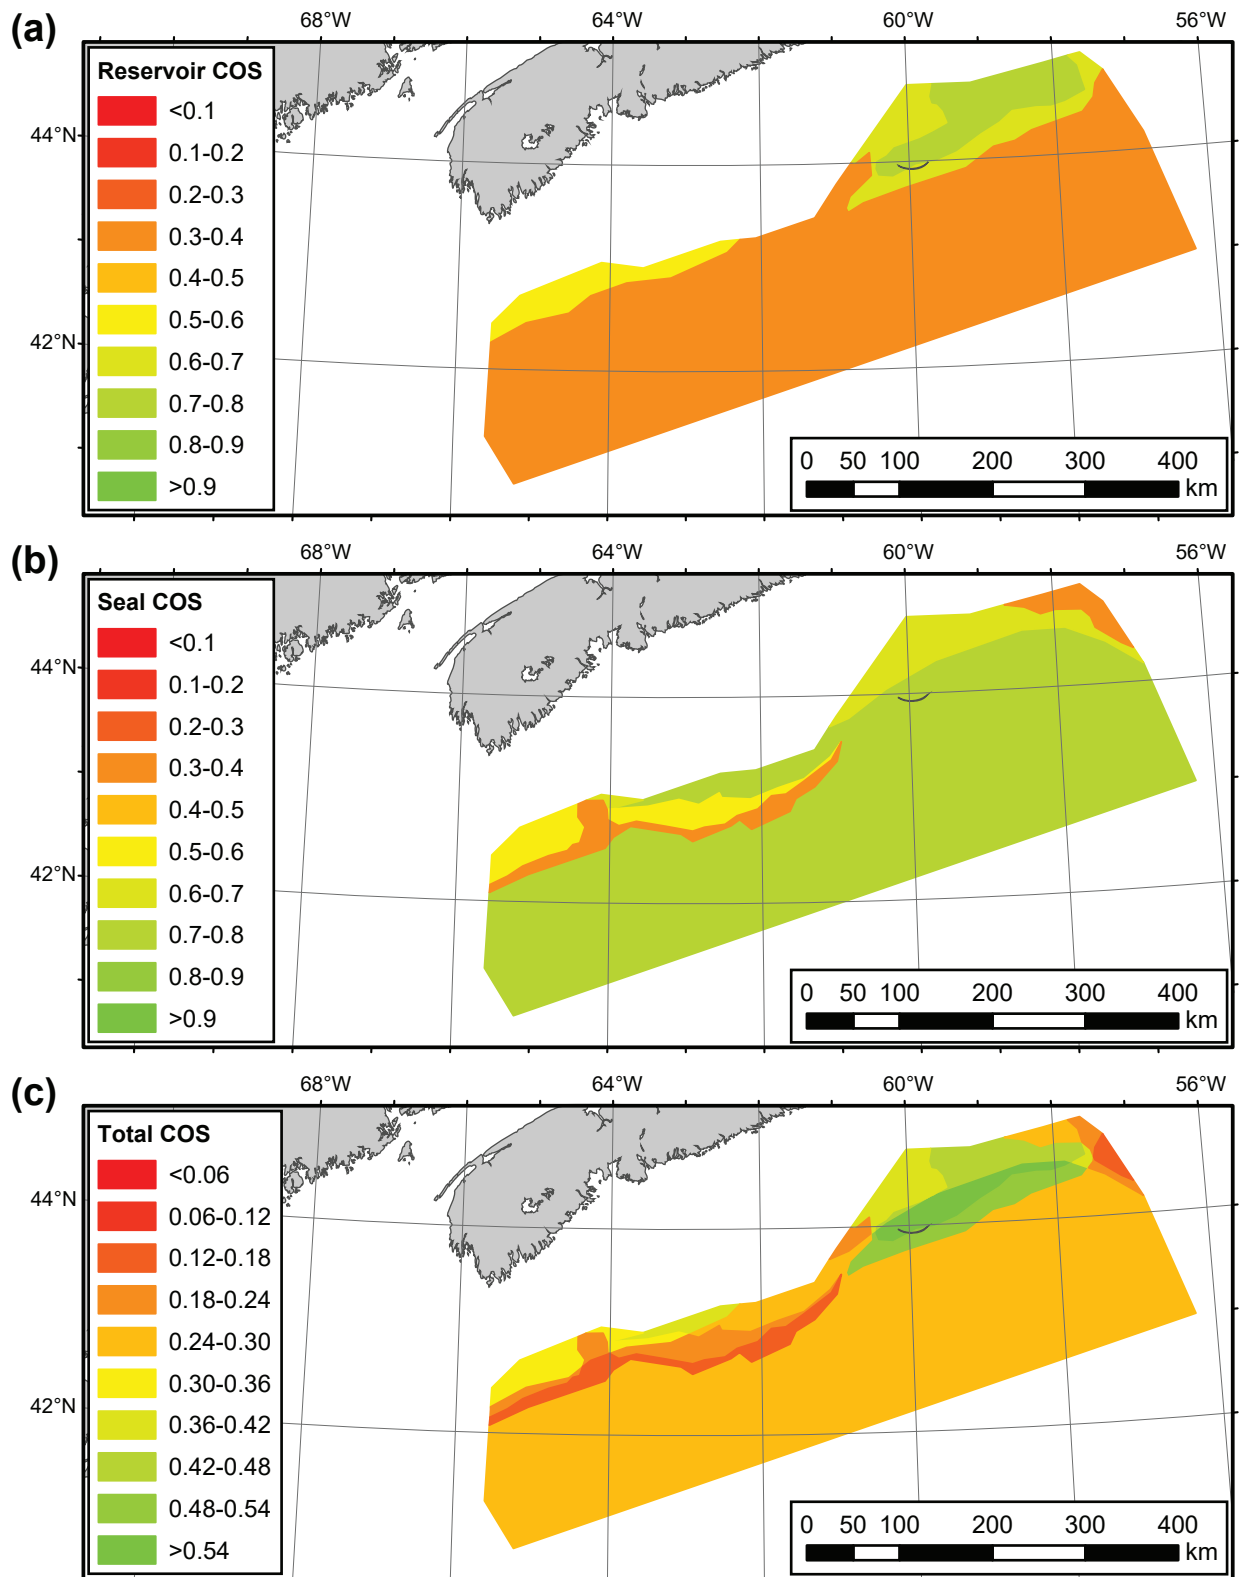 (a)
68°W 64°W 60°W 56°W
44°N
42°N
Reservoir COS
<0.1
0.1-0.2
0.2-0.3
0.3-0.4
0.4-0.5
0.5-0.6
0.6-0.7
0.7-0.8
0.8-0.9
>0.9
0 50 100 200 300 400
km
(b)
68°W 64°W 60°W 56°W
44°N
42°N
Seal COS
<0.1
0.1-0.2
0.2-0.3
0.3-0.4
0.4-0.5
0.5-0.6
0.6-0.7
0.7-0.8
0.8-0.9
>0.9
0 50 100 200 300 400
km
(c)
68°W 64°W 60°W 56°W
44°N
42°N
Total COS
<0.06
0.06-0.12
0.12-0.18
0.18-0.24
0.24-0.30
0.30-0.36
0.36-0.42
0.42-0.48
0.48-0.54
>0.54
0 50 100 200 300 400
km